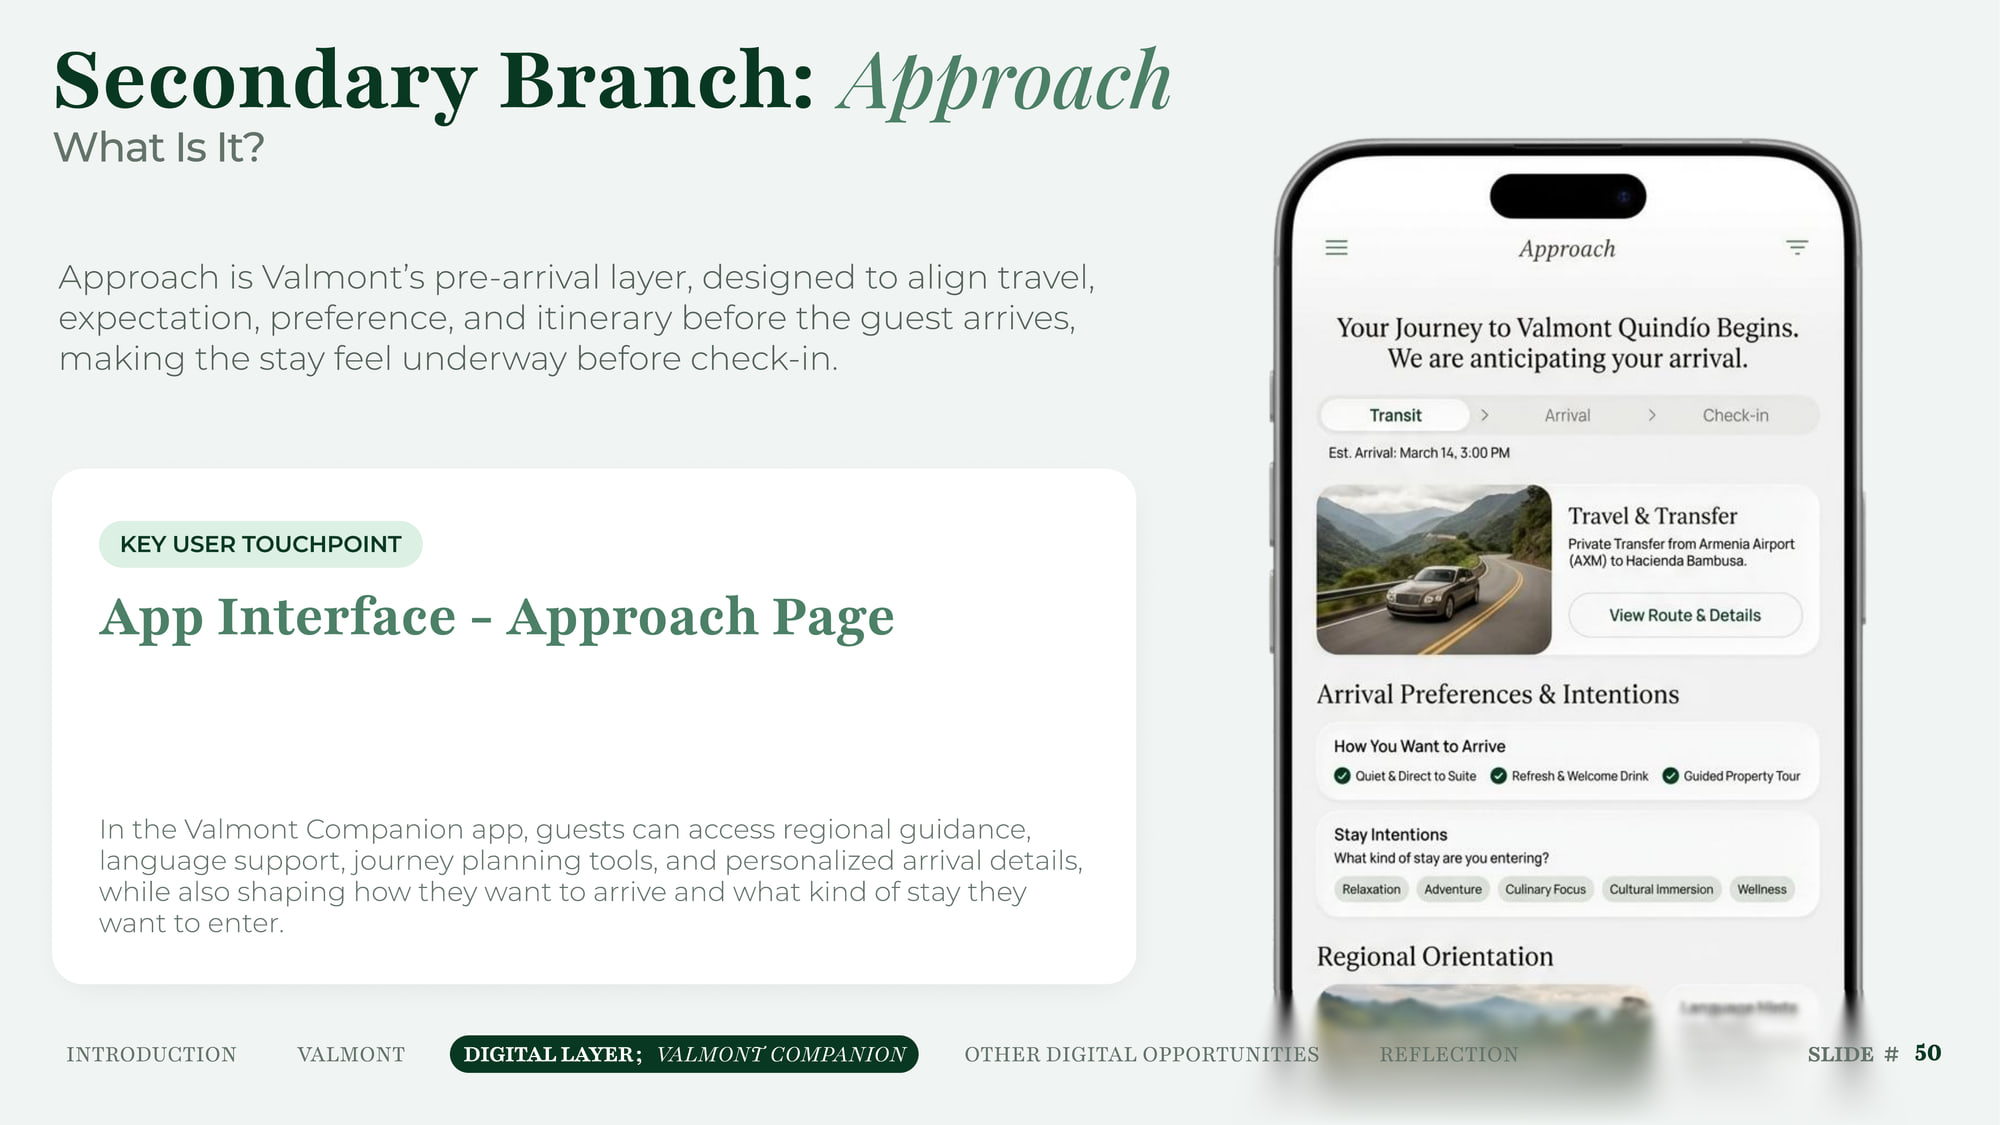 Secondary Branch: Approach
What Is It?
Approach is Valmont’s pre-arrival layer, designed to align travel,
expectation, preference, and itinerary before the guest arrives,
making the stay feel underway before check-in.
KEY USER TOUCHPOINT
App Interface - Approach Page
In the Valmont Companion app, guests can access regional guidance,
language support, journey planning tools, and personalized arrival details,
while also shaping how they want to arrive and what kind of stay they
want to enter.
Approach
Your Journey to Valmont Quindío Begins.
We are anticipating your arrival.
Transit > Arrival > Check-in
Est. Arrival: March 14, 3:00 PM
Travel & Transfer
Private Transfer from Armenia Airport
(AXM) to Hacienda Bambusa.
View Route & Details
Arrival Preferences & Intentions
How You Want to Arrive
Quiet & Direct to Suite Refresh & Welcome Drink Guided Property Tour
Stay Intentions
What kind of stay are you entering?
Relaxation Adventure Culinary Focus Cultural Immersion Wellness
Regional Orientation
Language Hints
INTRODUCTION VALMONT DIGITAL LAYER; VALMONT COMPANION OTHER DIGITAL OPPORTUNITIES REFLECTION SLIDE # 50